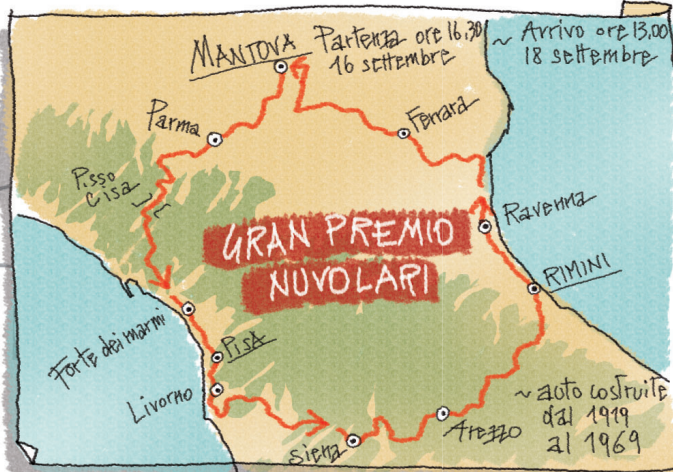 MANTOVA
Partenza ore 16,30
16 settembre
~ Arrivo ore 13,00
18 settembre
Parma
Ferrara
Passo
Cisa
Ravenna
GRAN PREMIO
NUVOLARI
RIMINI
Forte dei marmi
PISA
Livorno
Siena
Arezzo
~ auto costruite
dal 1919
al 1969